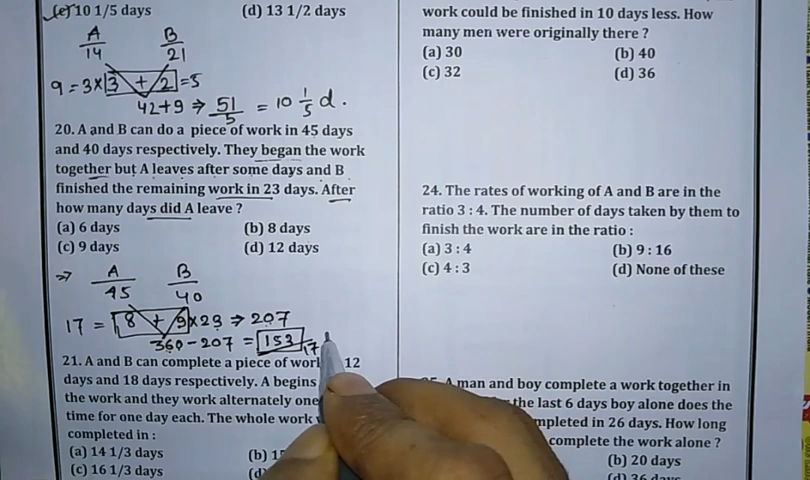 (c) 10 1/5 days (d) 13 1/2 days
A B
14 21
9 = 3× 3 + 2 = 5
42+9 ⇒ 51/5 = 10 1/5 d.
20. A and B can do a piece of work in 45 days
and 40 days respectively. They began the work
together but A leaves after some days and B
finished the remaining work in 23 days. After
how many days did A leave ?
(a) 6 days (b) 8 days
(c) 9 days (d) 12 days
⇒ A B
45 40
17 = 8 + 9 ×23 ⇒ 207
360-207 = 153 17
21. A and B can complete a piece of work 12
days and 18 days respectively. A begins
the work and they work alternately one
time for one day each. The whole work
completed in :
(a) 14 1/3 days (b)
(c) 16 1/3 days
work could be finished in 10 days less. How
many men were originally there ?
(a) 30 (b) 40
(c) 32 (d) 36
24. The rates of working of A and B are in the
ratio 3 : 4. The number of days taken by them to
finish the work are in the ratio :
(a) 3 : 4 (b) 9 : 16
(c) 4 : 3 (d) None of these
A man and boy complete a work together in
the last 6 days boy alone does the
completed in 26 days. How long
complete the work alone ?
(b) 20 days
(d) 36 days